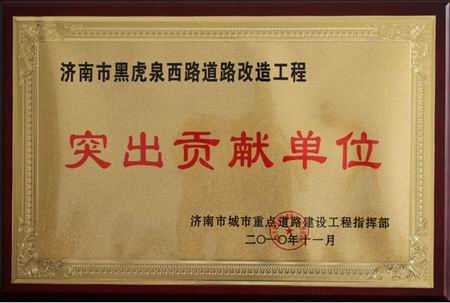 济南市黑虎泉西路道路改造工程
突出贡献单位
济南市城市重点道路建设工程指挥部
二〇一〇年十一月